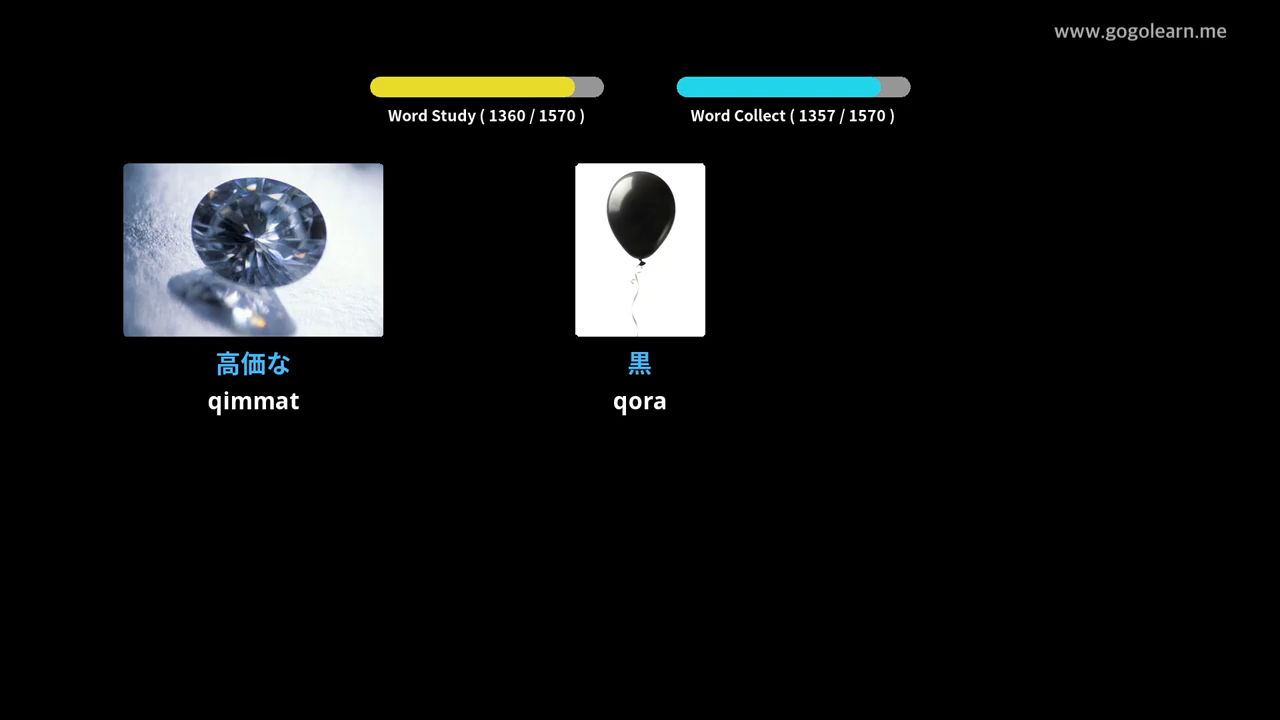 www.gogolearn.me
Word Study ( 1360 / 1570 )
Word Collect ( 1357 / 1570 )
高価な
qimmat
黒
qora